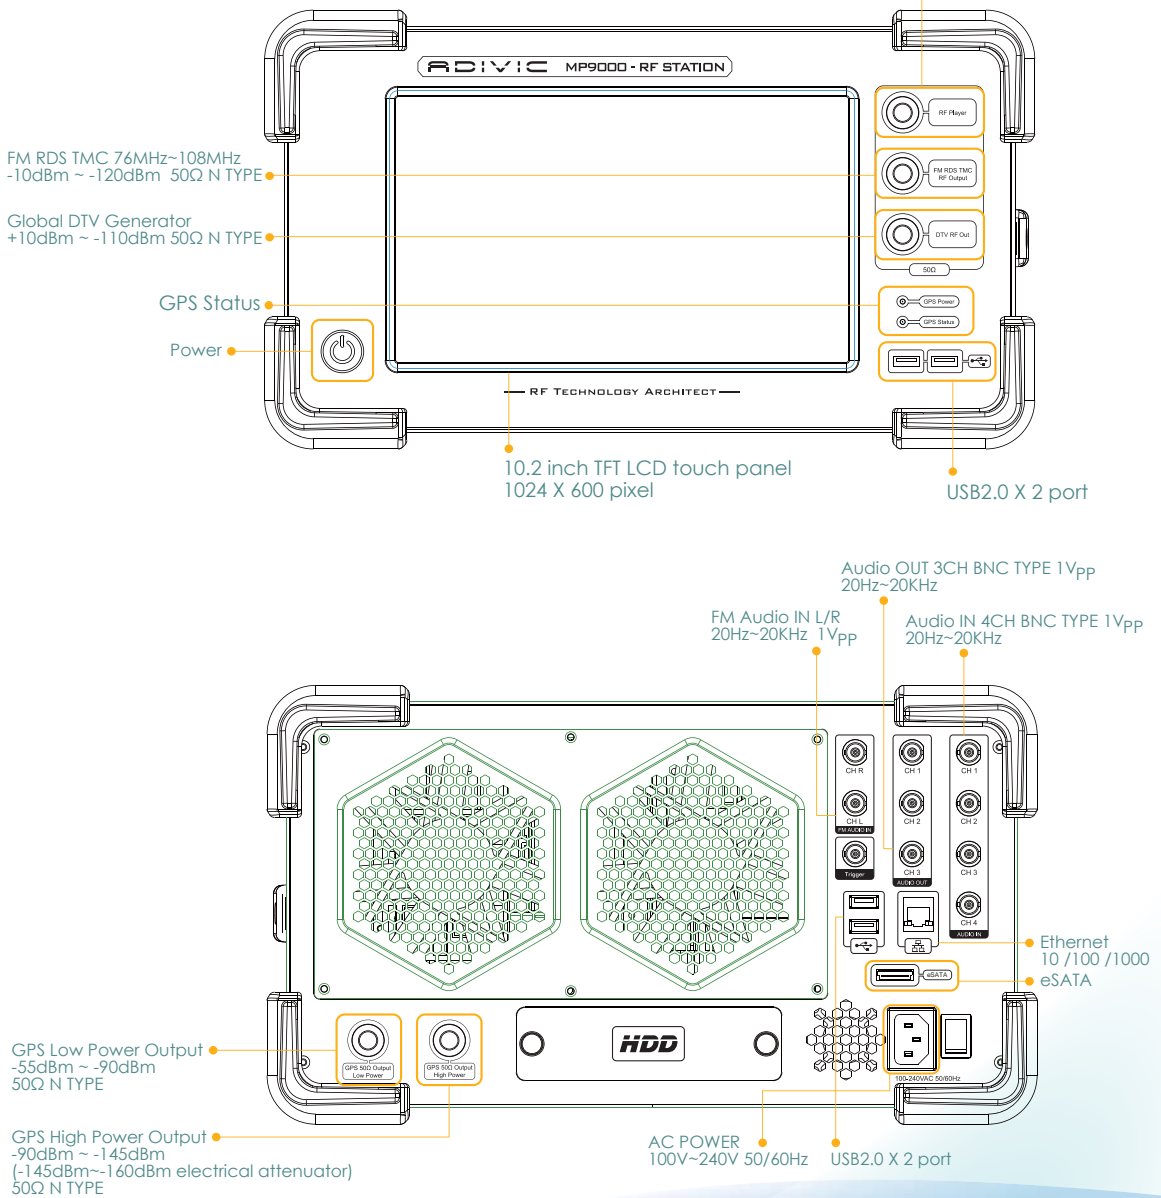 ADIVIC MP9000 - RF STATION
RF Player
FM RDS TMC 76MHz~108MHz
-10dBm ~ -120dBm 50Ω N TYPE
FM RDS TMC
RF Output
Global DTV Generator
+10dBm ~ -110dBm 50Ω N TYPE
DTV RF Out
50Ω
GPS Status
GPS Power
GPS Status
Power
RF TECHNOLOGY ARCHITECT
10.2 inch TFT LCD touch panel
1024 X 600 pixel
USB2.0 X 2 port
Audio OUT 3CH BNC TYPE 1VPP
20Hz~20KHz
FM Audio IN L/R
20Hz~20KHz 1VPP
Audio IN 4CH BNC TYPE 1VPP
20Hz~20KHz
CH R
CH 1
CH 1
CH L
CH 2
CH 2
FM AUDIO IN
Trigger
CH 3
CH 3
AUDIO OUT
CH 4
AUDIO IN
Ethernet
10 /100 /1000
eSATA
eSATA
HDD
GPS Low Power Output
-55dBm ~ -90dBm
50Ω N TYPE
GPS 50Ω Output
Low Power
GPS 50Ω Output
High Power
100-240VAC 50/60Hz
GPS High Power Output
-90dBm ~ -145dBm
(-145dBm~-160dBm electrical attenuator)
50Ω N TYPE
AC POWER
100V~240V 50/60Hz
USB2.0 X 2 port